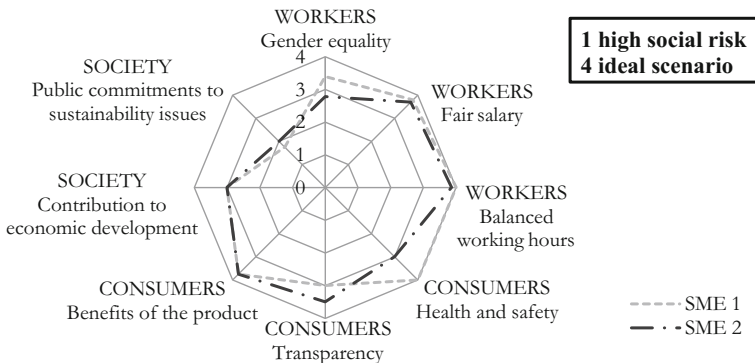 WORKERS
Gender equality
1 high social risk
4 ideal scenario
SOCIETY
Public commitments to
sustainability issues
WORKERS
Fair salary
4
3
2
1
0
SOCIETY
Contribution to
economic development
WORKERS
Balanced
working hours
CONSUMERS
Benefits of the product
CONSUMERS
Health and safety
CONSUMERS
Transparency
SME 1
SME 2